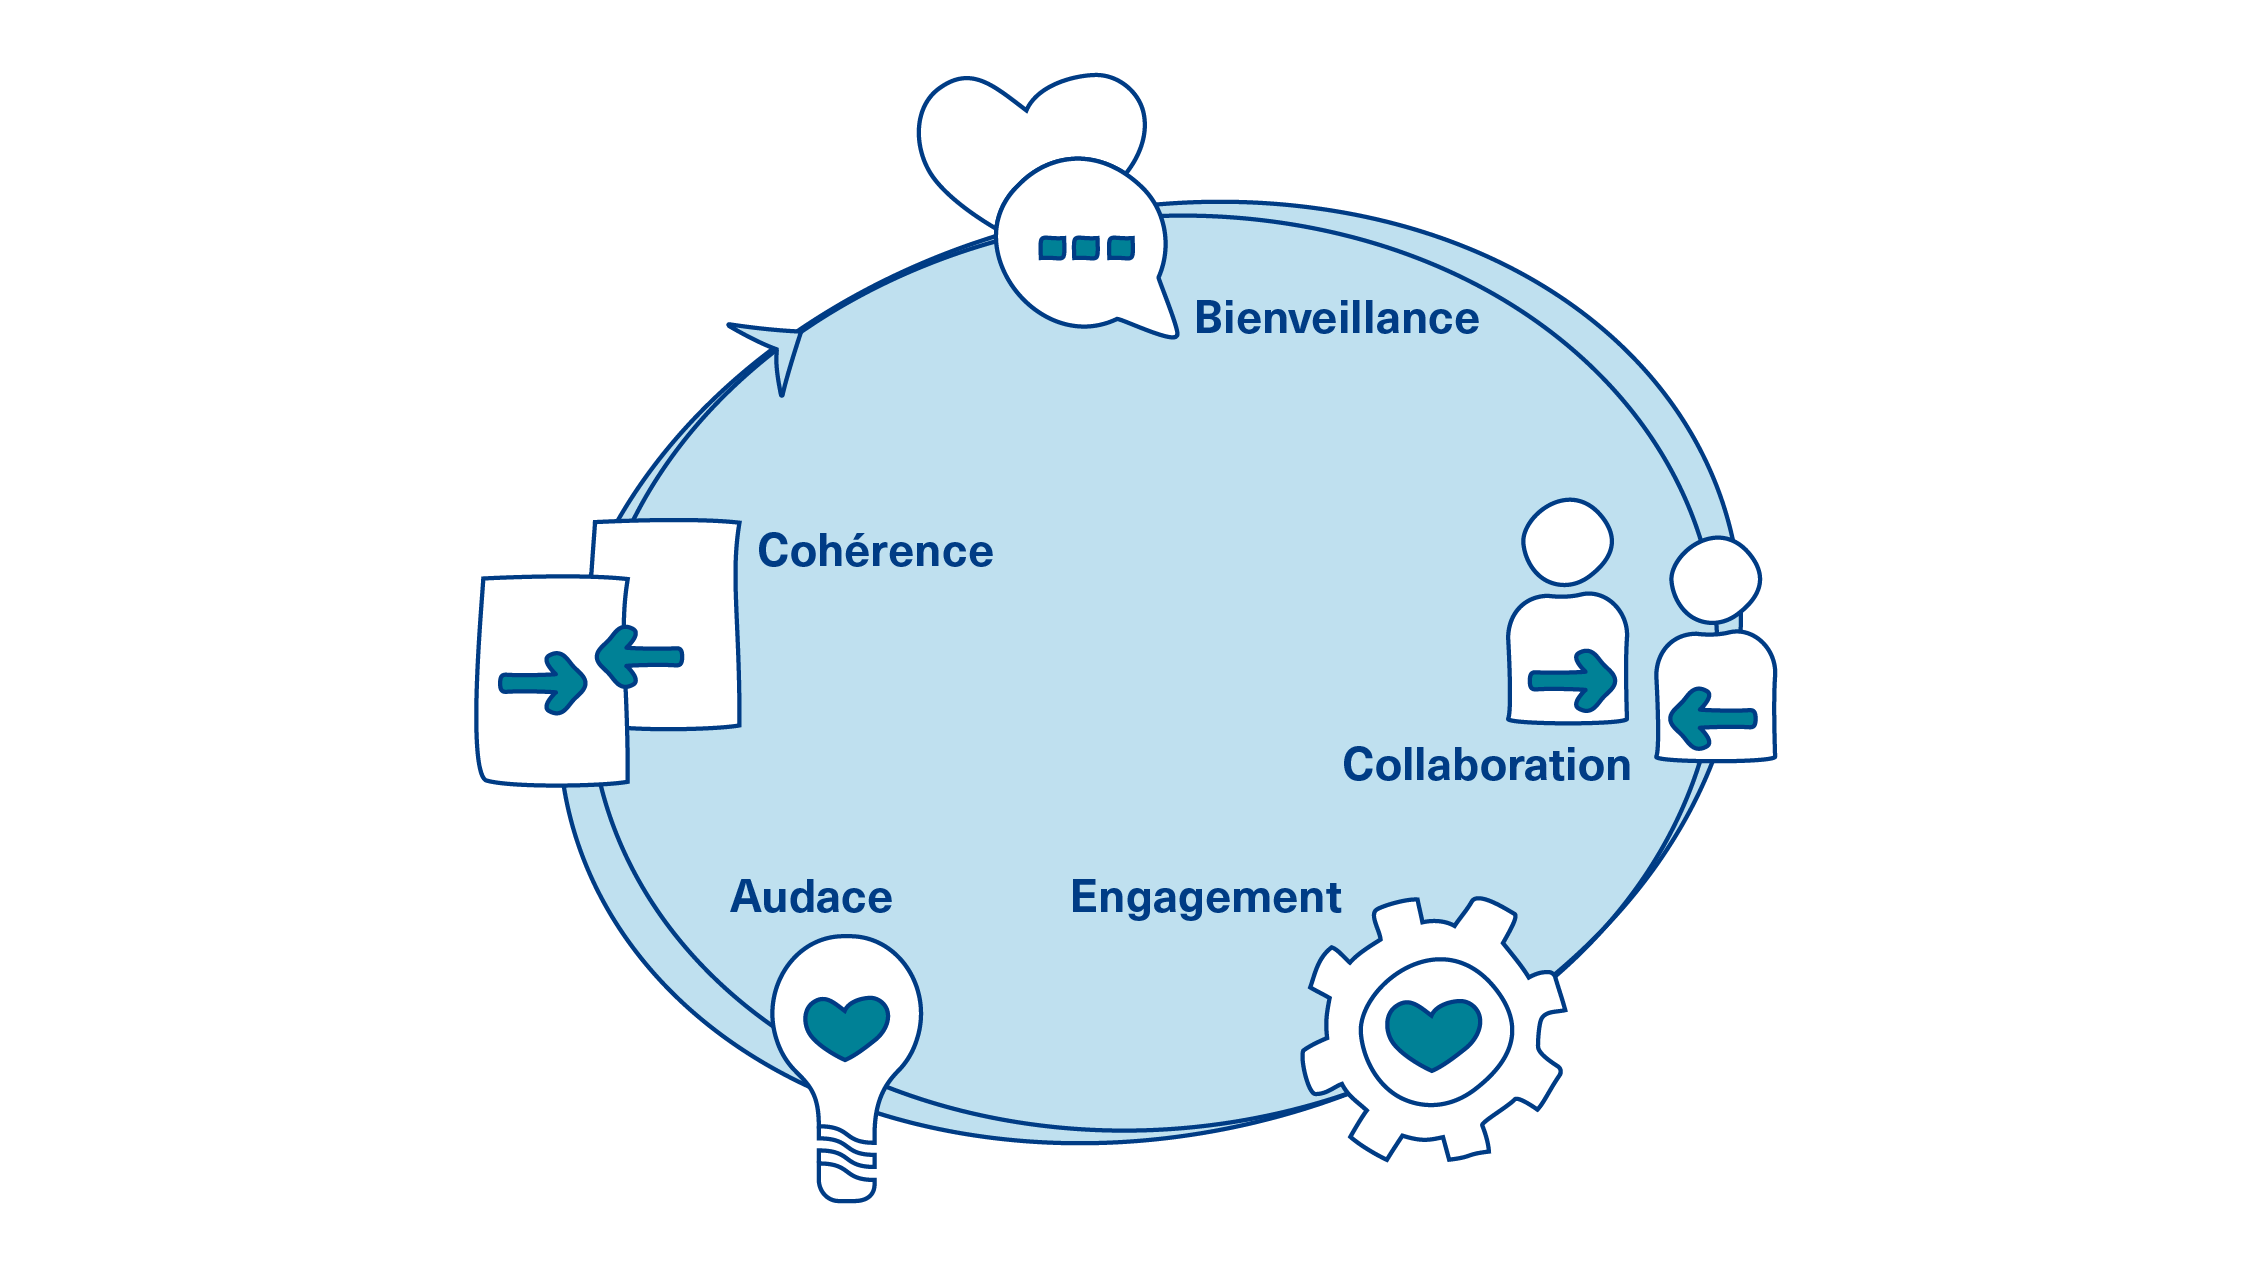 Bienveillance
Cohérence
Collaboration
Audace
Engagement